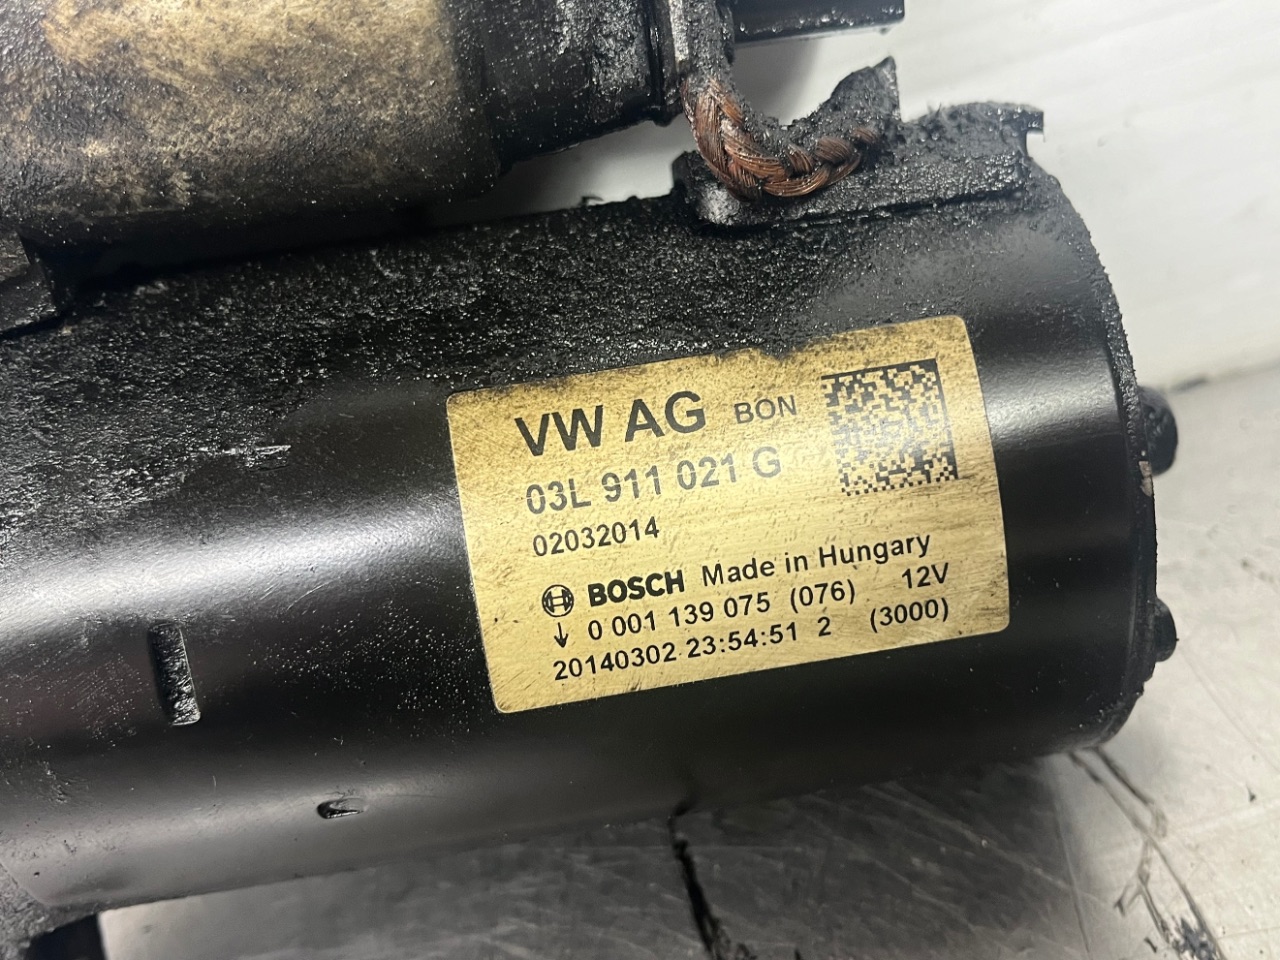 VW AG BON
03L 911 021 G
02032014
BOSCH Made in Hungary
↓ 0 001 139 075 (076) 12V
20140302 23:54:51 2 (3000)